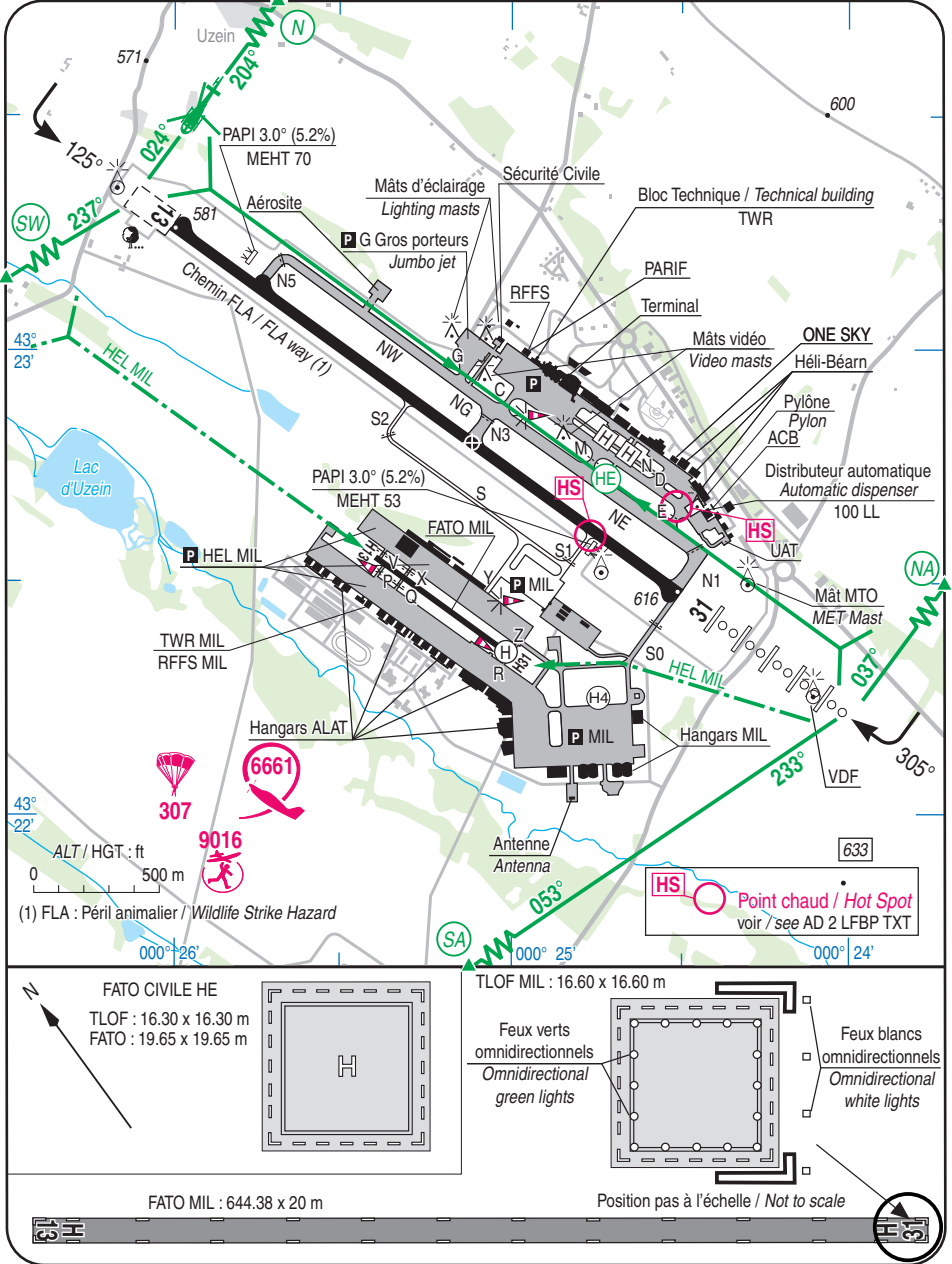 Uzein
N
571
204°
600
024°
PAPI 3.0° (5.2%)
MEHT 70
125°
Sécurité Civile
Mâts d'éclairage
Lighting masts
Bloc Technique / Technical building
TWR
SW
237°
13
581
Aérosite
P G Gros porteurs
Jumbo jet
PARIF
RFFS
Terminal
N5
Chemin FLA / FLA way (1)
Mâts vidéo
Video masts
ONE SKY
Héli-Béarn
43°
23'
HEL MIL
NW
G
P
C
Pylône
Pylon
ACB
S2
NG
N3
M
H
H
N
D
Distributeur automatique
Automatic dispenser
100 LL
Lac
d'Uzein
PAPI 3.0° (5.2%)
MEHT 53
S
HS
HE
E
HS
NE
FATO MIL
S1
UAT
P HEL MIL
H
13
V
X
P
Q
Y
P MIL
I
616
N1
31
NA
Mât MTO
MET Mast
TWR MIL
RFFS MIL
Z
H
H31
R
S0
HEL MIL
037°
H4
Hangars ALAT
P MIL
Hangars MIL
305°
233°
VDF
6661
307
43°
22'
9016
Antenne
Antenna
ALT / HGT : ft
0 500 m
633
HS
Point chaud / Hot Spot
voir / see AD 2 LFBP TXT
053°
(1) FLA : Péril animalier / Wildlife Strike Hazard
SA
000° 26'
000° 25'
000° 24'
N
FATO CIVILE HE
TLOF : 16.30 x 16.30 m
FATO : 19.65 x 19.65 m
H
TLOF MIL : 16.60 x 16.60 m
Feux verts
omnidirectionnels
Omnidirectional
green lights
Feux blancs
omnidirectionnels
Omnidirectional
white lights
FATO MIL : 644.38 x 20 m
Position pas à l'échelle / Not to scale
13 H
H 31